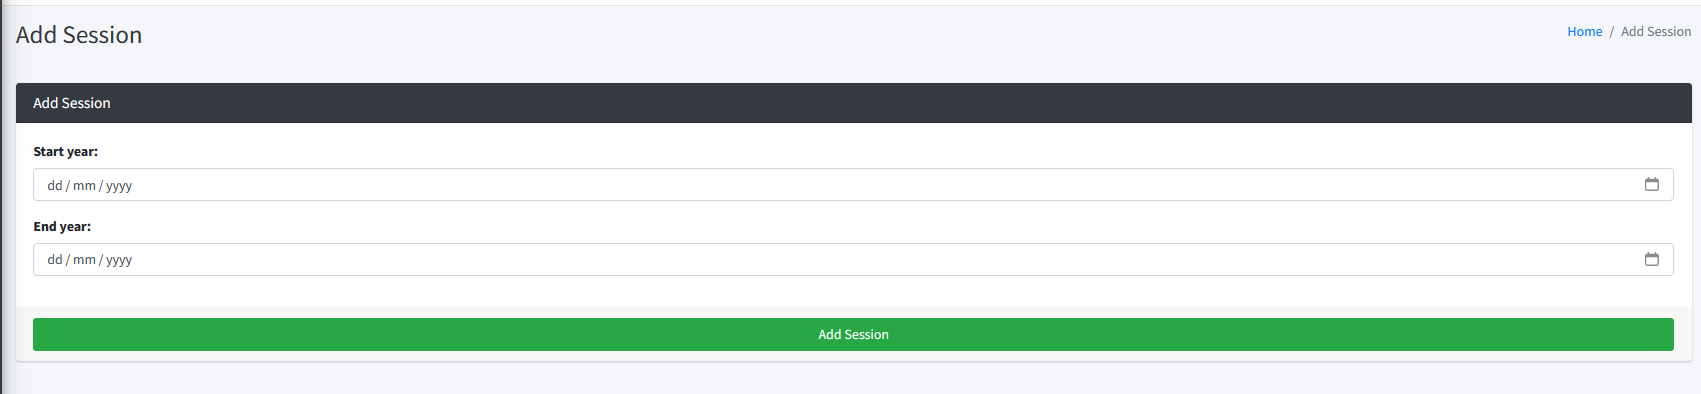 Add Session
Home / Add Session
Add Session
Start year:
dd / mm / yyyy
End year:
dd / mm / yyyy
Add Session